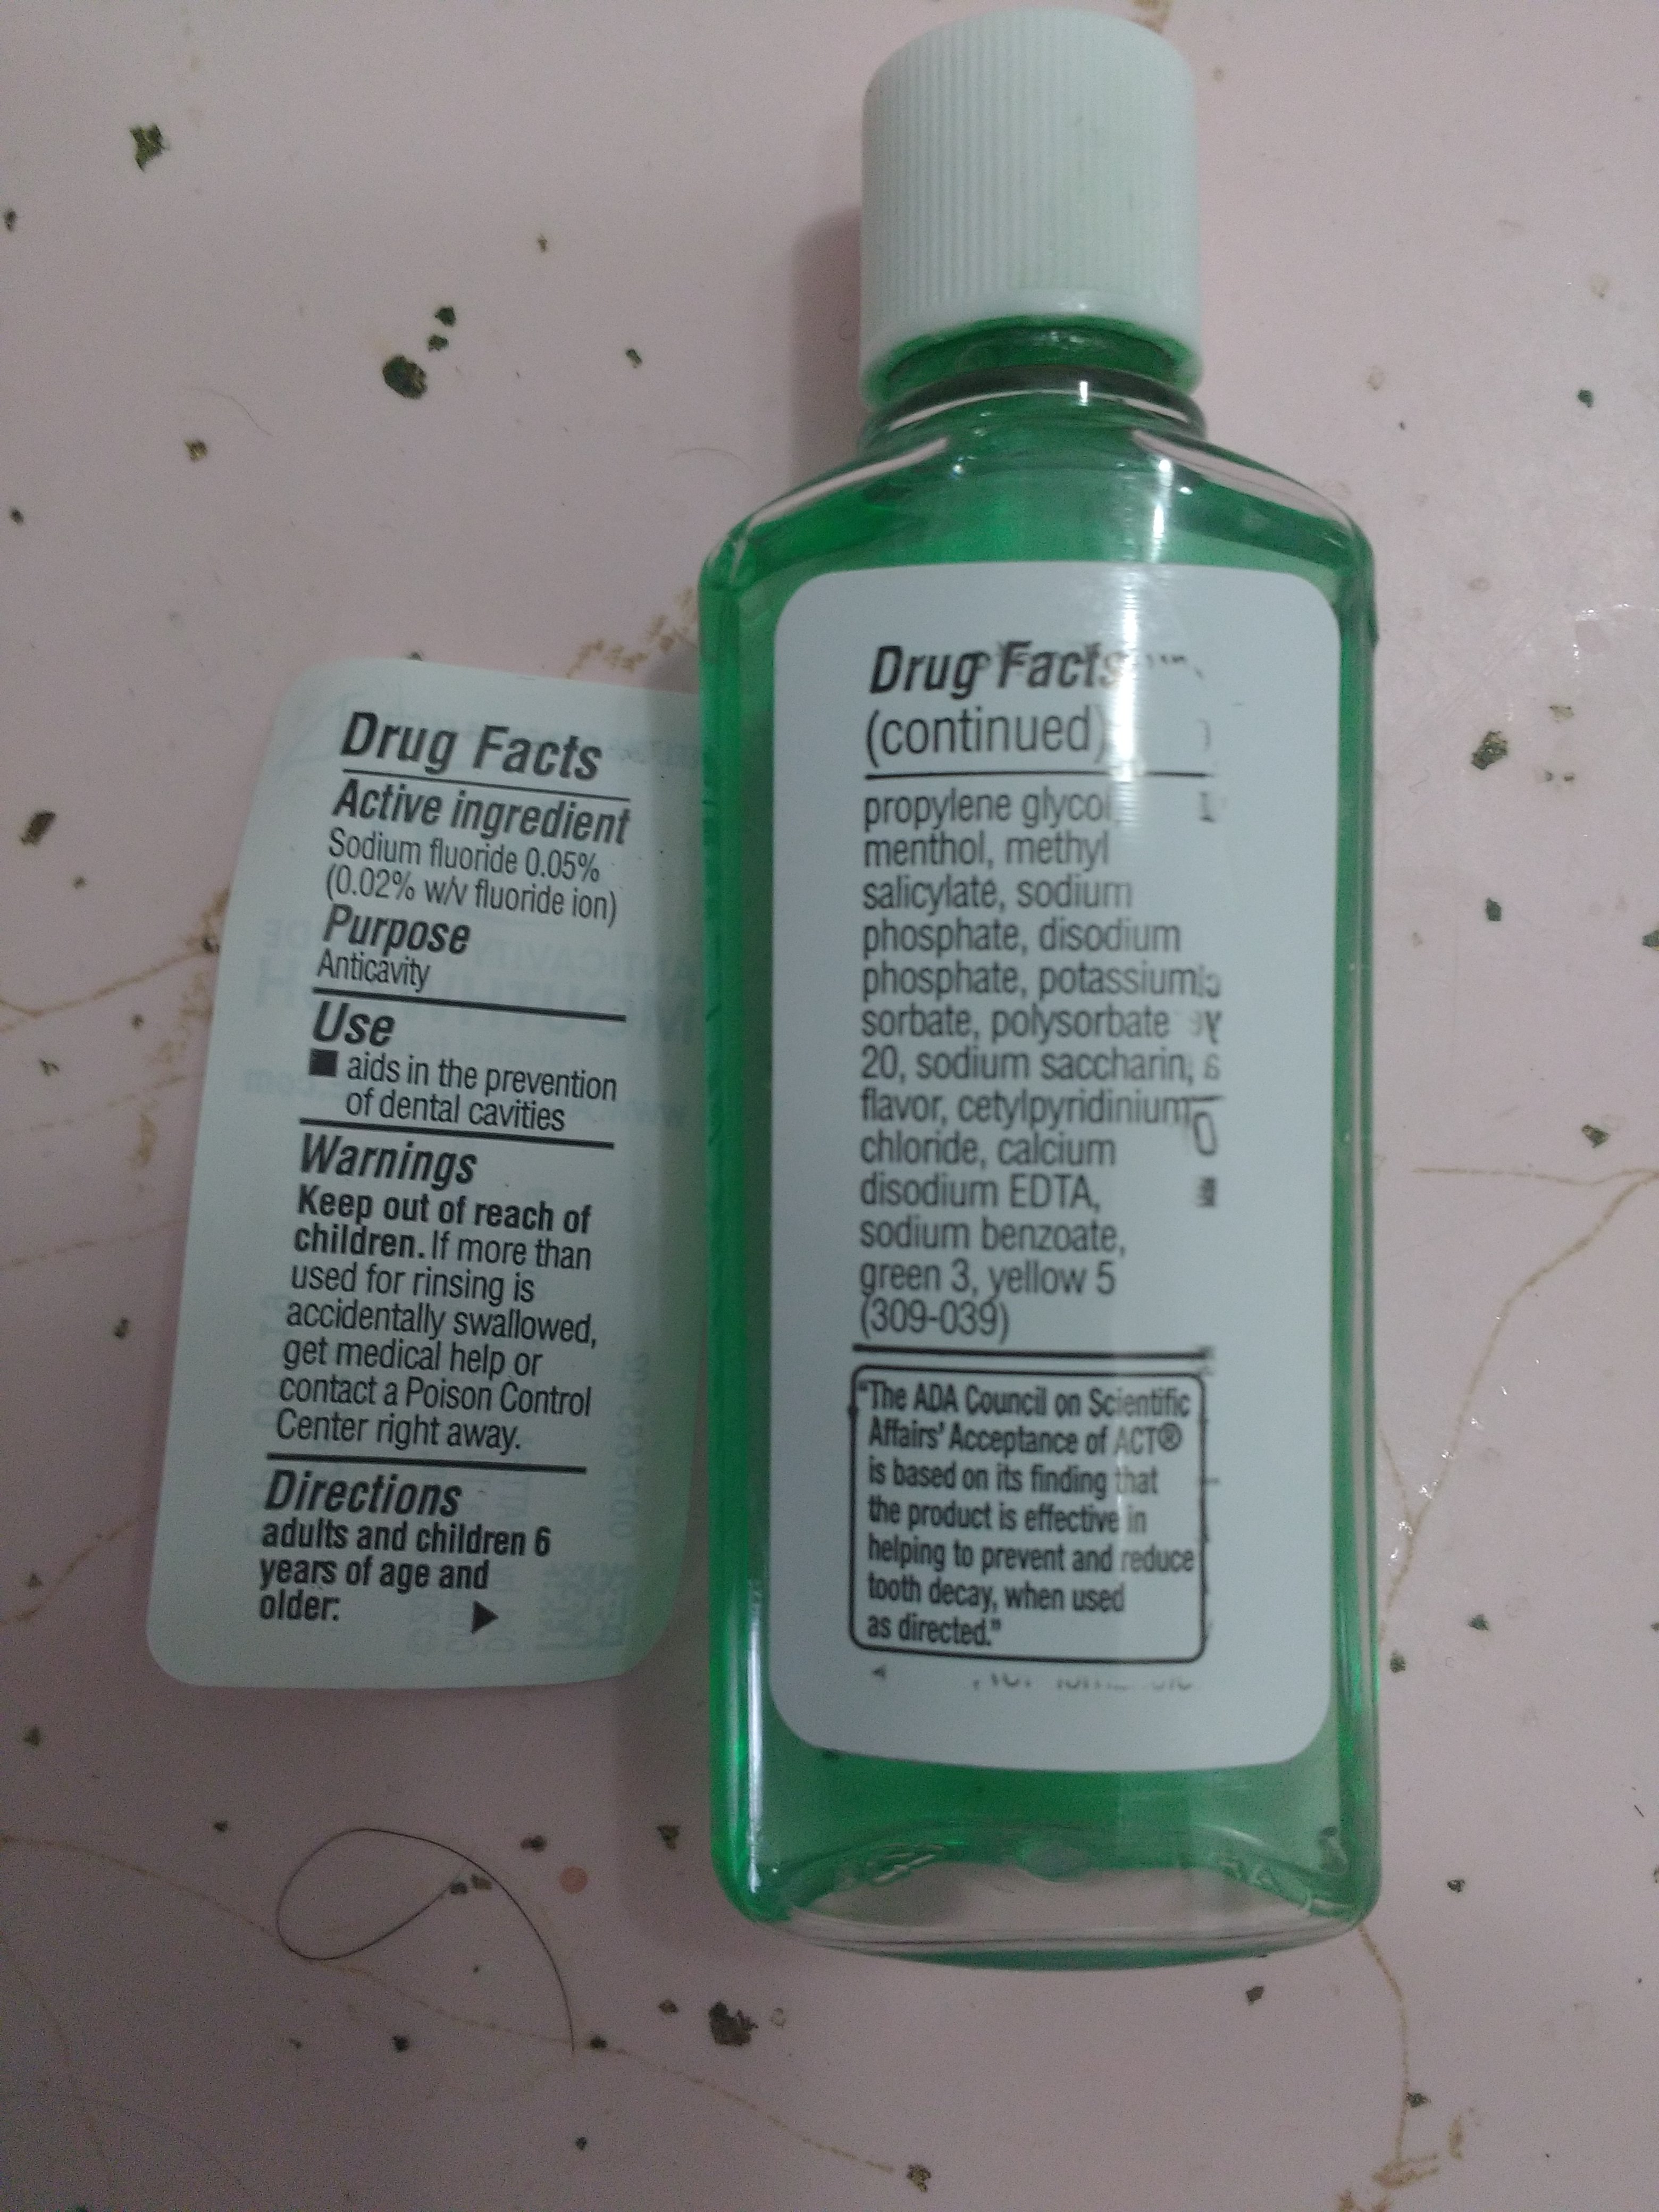 Drug Facts
Active ingredient
Sodium fluoride 0.05%
(0.02% w/v fluoride ion)
Purpose
Anticavity
Use
■ aids in the prevention
of dental cavities
Warnings
Keep out of reach of
children. If more than
used for rinsing is
accidentally swallowed,
get medical help or
contact a Poison Control
Center right away.
Directions
adults and children 6
years of age and
older:
Drug Facts
(continued)
propylene glycol,
menthol, methyl
salicylate, sodium
phosphate, disodium
phosphate, potassium
sorbate, polysorbate
20, sodium saccharin,
flavor, cetylpyridinium
chloride, calcium
disodium EDTA,
sodium benzoate,
green 3, yellow 5
(309-039)
"The ADA Council on Scientific
Affairs' Acceptance of ACT®
is based on its finding that
the product is effective in
helping to prevent and reduce
tooth decay, when used
as directed."